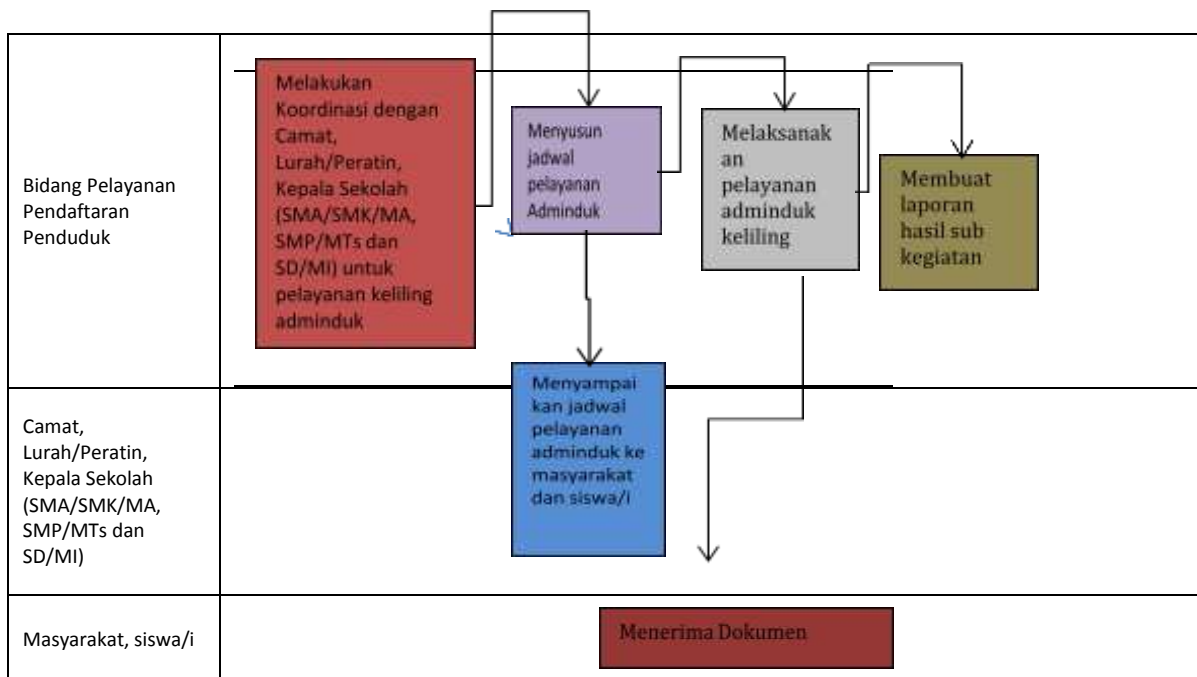 Bidang Pelayanan
Pendaftaran
Penduduk
Melakukan
Koordinasi dengan
Camat,
Lurah/Peratin,
Kepala Sekolah
(SMA/SMK/MA,
SMP/MTs dan
SD/MI) untuk
pelayanan keliling
adminduk
Menyusun
jadwal
pelayanan
Adminduk
Melaksanak
an
pelayanan
adminduk
keliling
Membuat
laporan
hasil sub
kegiatan
Camat,
Lurah/Peratin,
Kepala Sekolah
(SMA/SMK/MA,
SMP/MTs dan
SD/MI)
Menyampai
kan jadwal
pelayanan
adminduk ke
masyarakat
dan siswa/i
Masyarakat, siswa/i
Menerima Dokumen